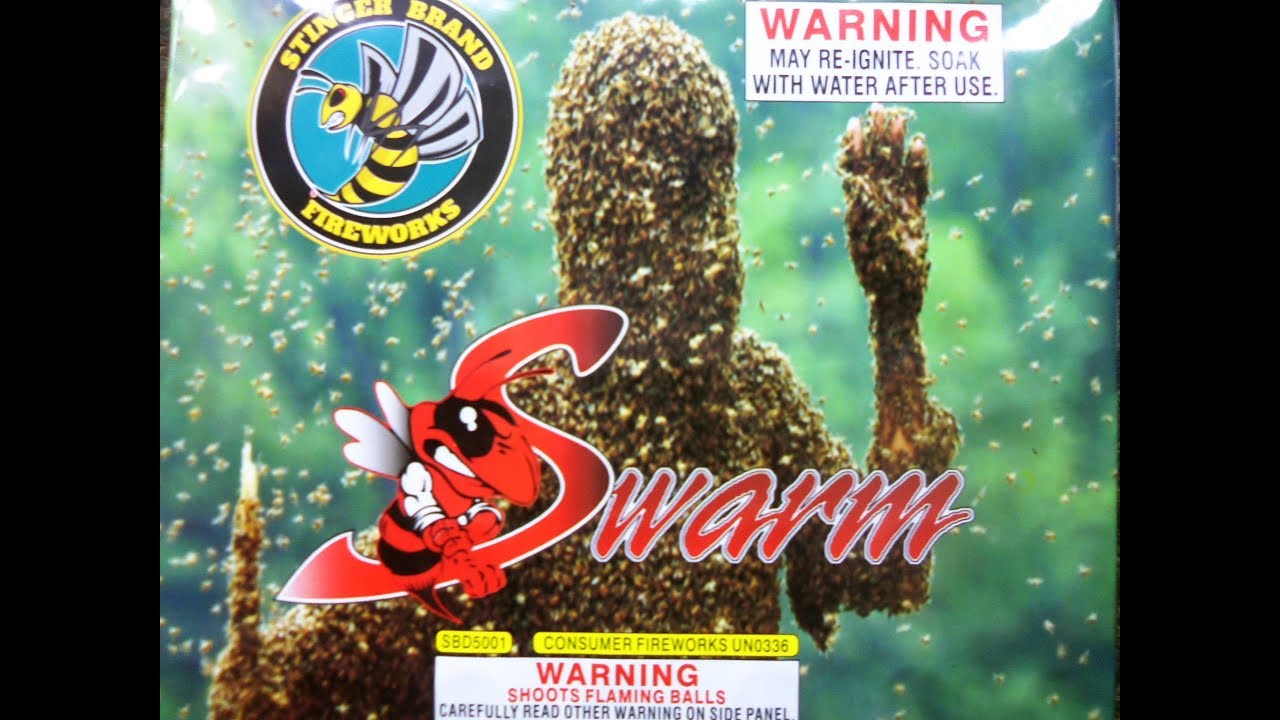 STINGER BRAND
FIREWORKS
WARNING
MAY RE-IGNITE. SOAK
WITH WATER AFTER USE.
Swarm
SBD5001
CONSUMER FIREWORKS UN0336
WARNING
SHOOTS FLAMING BALLS
CAREFULLY READ OTHER WARNING ON SIDE PANEL.